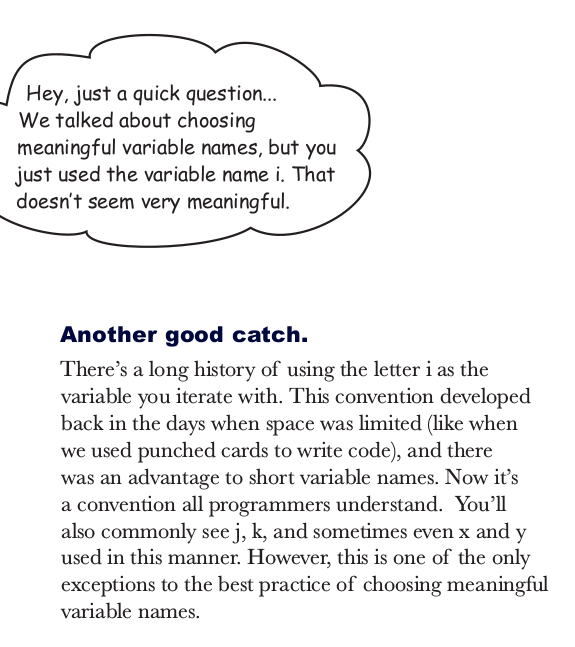 Hey, just a quick question...
We talked about choosing
meaningful variable names, but you
just used the variable name i. That
doesn't seem very meaningful.
Another good catch.
There's a long history of using the letter i as the
variable you iterate with. This convention developed
back in the days when space was limited (like when
we used punched cards to write code), and there
was an advantage to short variable names. Now it's
a convention all programmers understand. You'll
also commonly see j, k, and sometimes even x and y
used in this manner. However, this is one of the only
exceptions to the best practice of choosing meaningful
variable names.